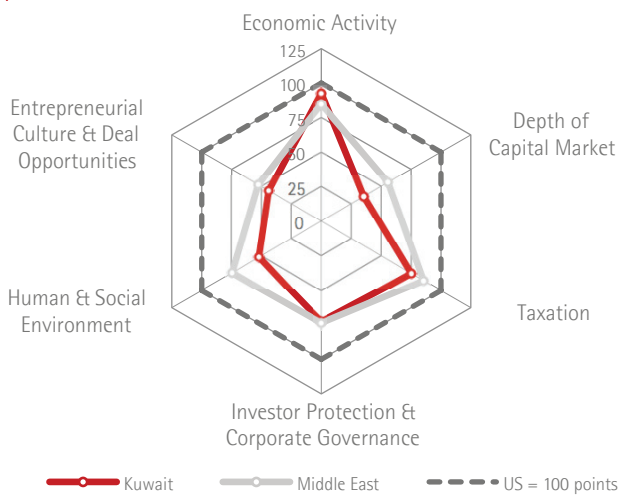 Economic Activity
125
100
75
50
25
0
Entrepreneurial
Culture & Deal
Opportunities
Depth of
Capital Market
Human & Social
Environment
Taxation
Investor Protection &
Corporate Governance
Kuwait
Middle East
US = 100 points